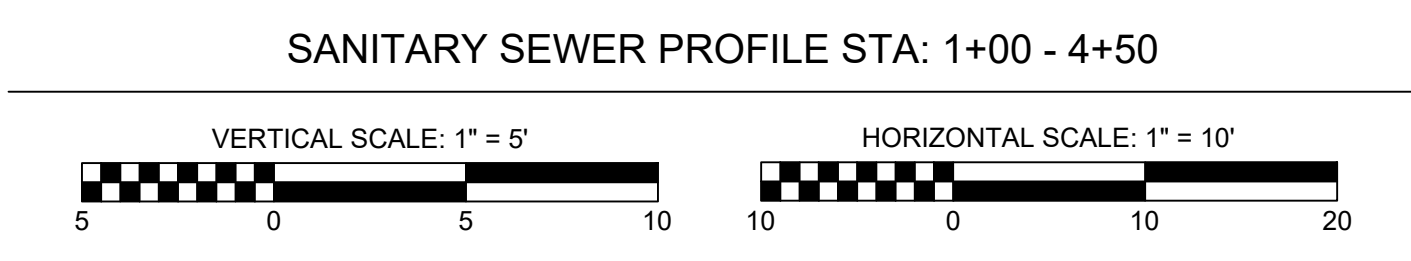 SANITARY SEWER PROFILE STA: 1+00 - 4+50
VERTICAL SCALE: 1" = 5'
5 0 5 10
HORIZONTAL SCALE: 1" = 10'
10 0 10 20